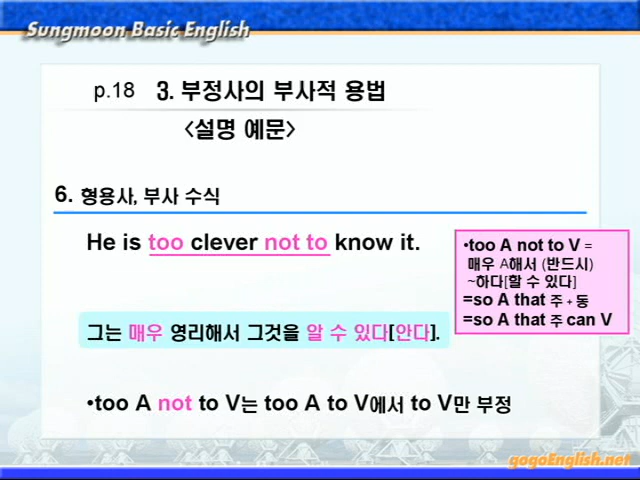 Sungmoon Basic English
p.18 3. 부정사의 부사적 용법
<설명 예문>
6. 형용사, 부사 수식
He is too clever not to know it.
•too A not to V =
매우 A해서 (반드시)
~하다[할 수 있다]
=so A that 주 + 동
=so A that 주 can V
그는 매우 영리해서 그것을 알 수 있다[안다].
•too A not to V는 too A to V에서 to V만 부정
gogoEnglish.net